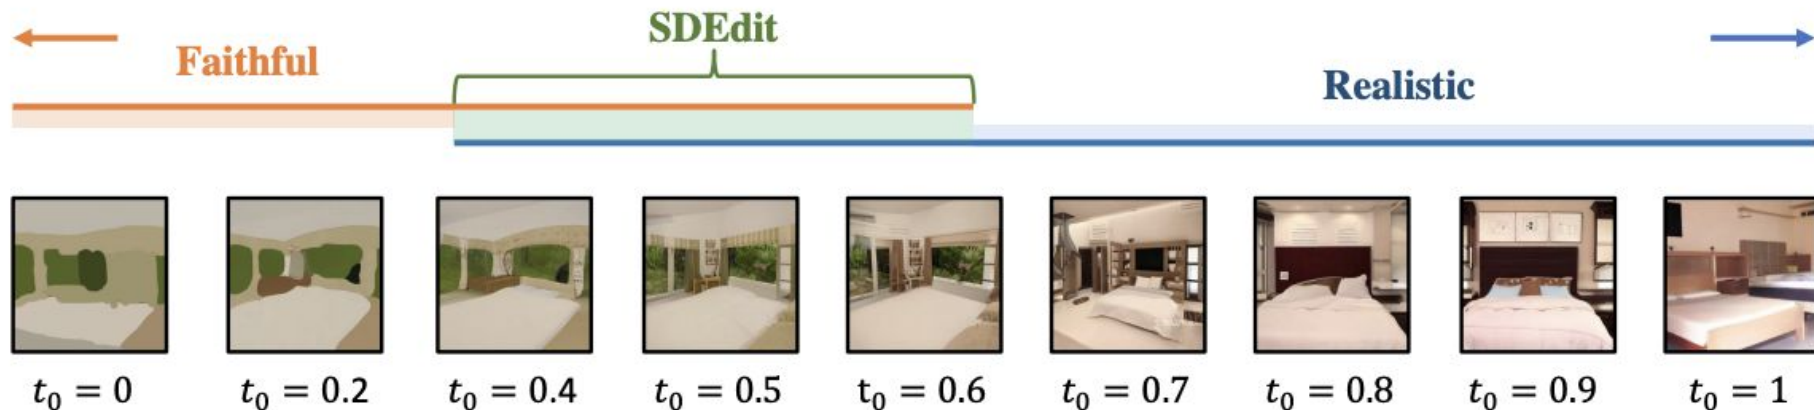 SDEdit
Faithful
Realistic
t₀ = 0
t₀ = 0.2
t₀ = 0.4
t₀ = 0.5
t₀ = 0.6
t₀ = 0.7
t₀ = 0.8
t₀ = 0.9
t₀ = 1